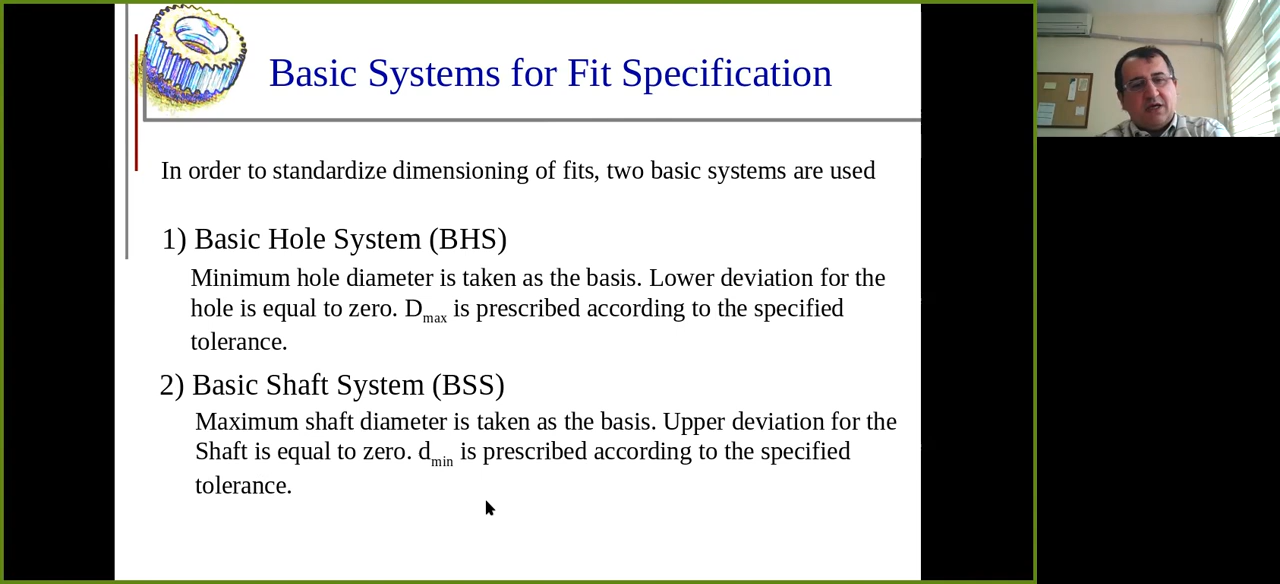 Basic Systems for Fit Specification
In order to standardize dimensioning of fits, two basic systems are used
1) Basic Hole System (BHS)
Minimum hole diameter is taken as the basis. Lower deviation for the
hole is equal to zero. Dmax is prescribed according to the specified
tolerance.
2) Basic Shaft System (BSS)
Maximum shaft diameter is taken as the basis. Upper deviation for the
Shaft is equal to zero. dmin is prescribed according to the specified
tolerance.